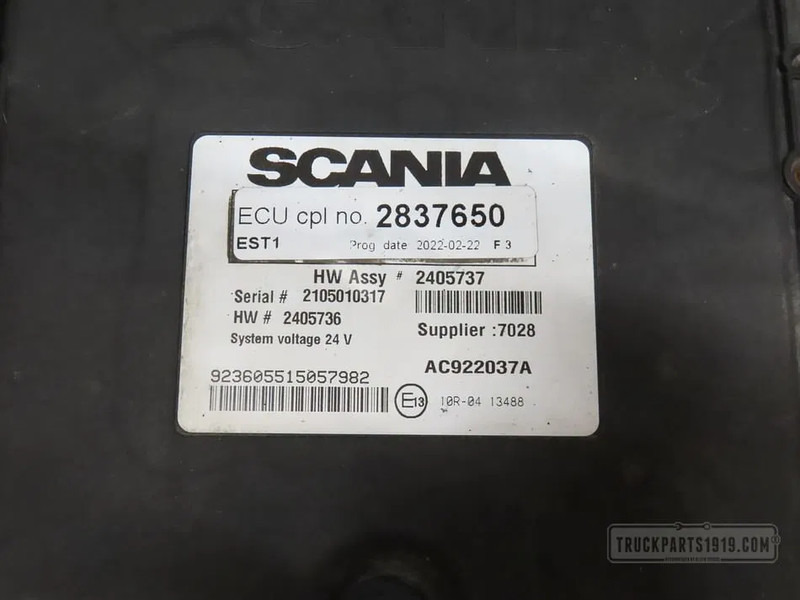 SCANIA
ECU cpl no. 2837650
EST1 Prog date 2022-02-22 F 3
HW Assy # 2405737
Serial # 2105010317
HW# 2405736
Supplier :7028
System voltage 24 V
AC922037A
923605515057982
E13 10R-04 13488
TRUCKPARTS1919.COM®